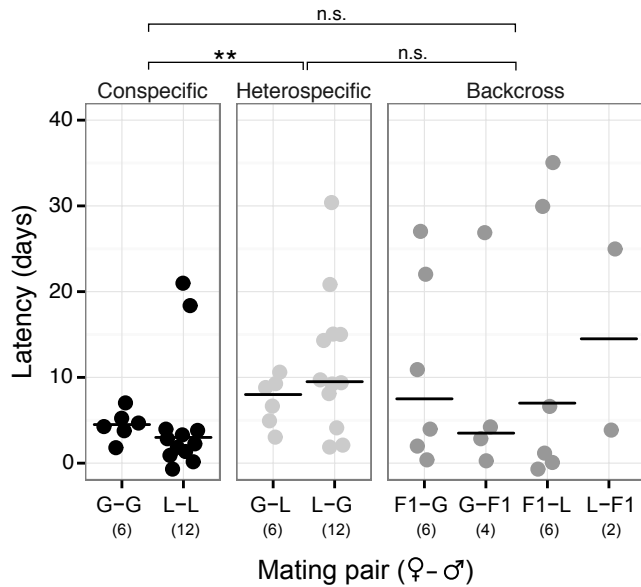 n.s.
** n.s.
Conspecific Heterospecific Backcross
40
30
20
10
0
Latency (days)
G−G L−L G−L L−G F1−G G−F1 F1−L L−F1
(6) (12) (6) (12) (6) (4) (6) (2)
Mating pair (♀−♂)